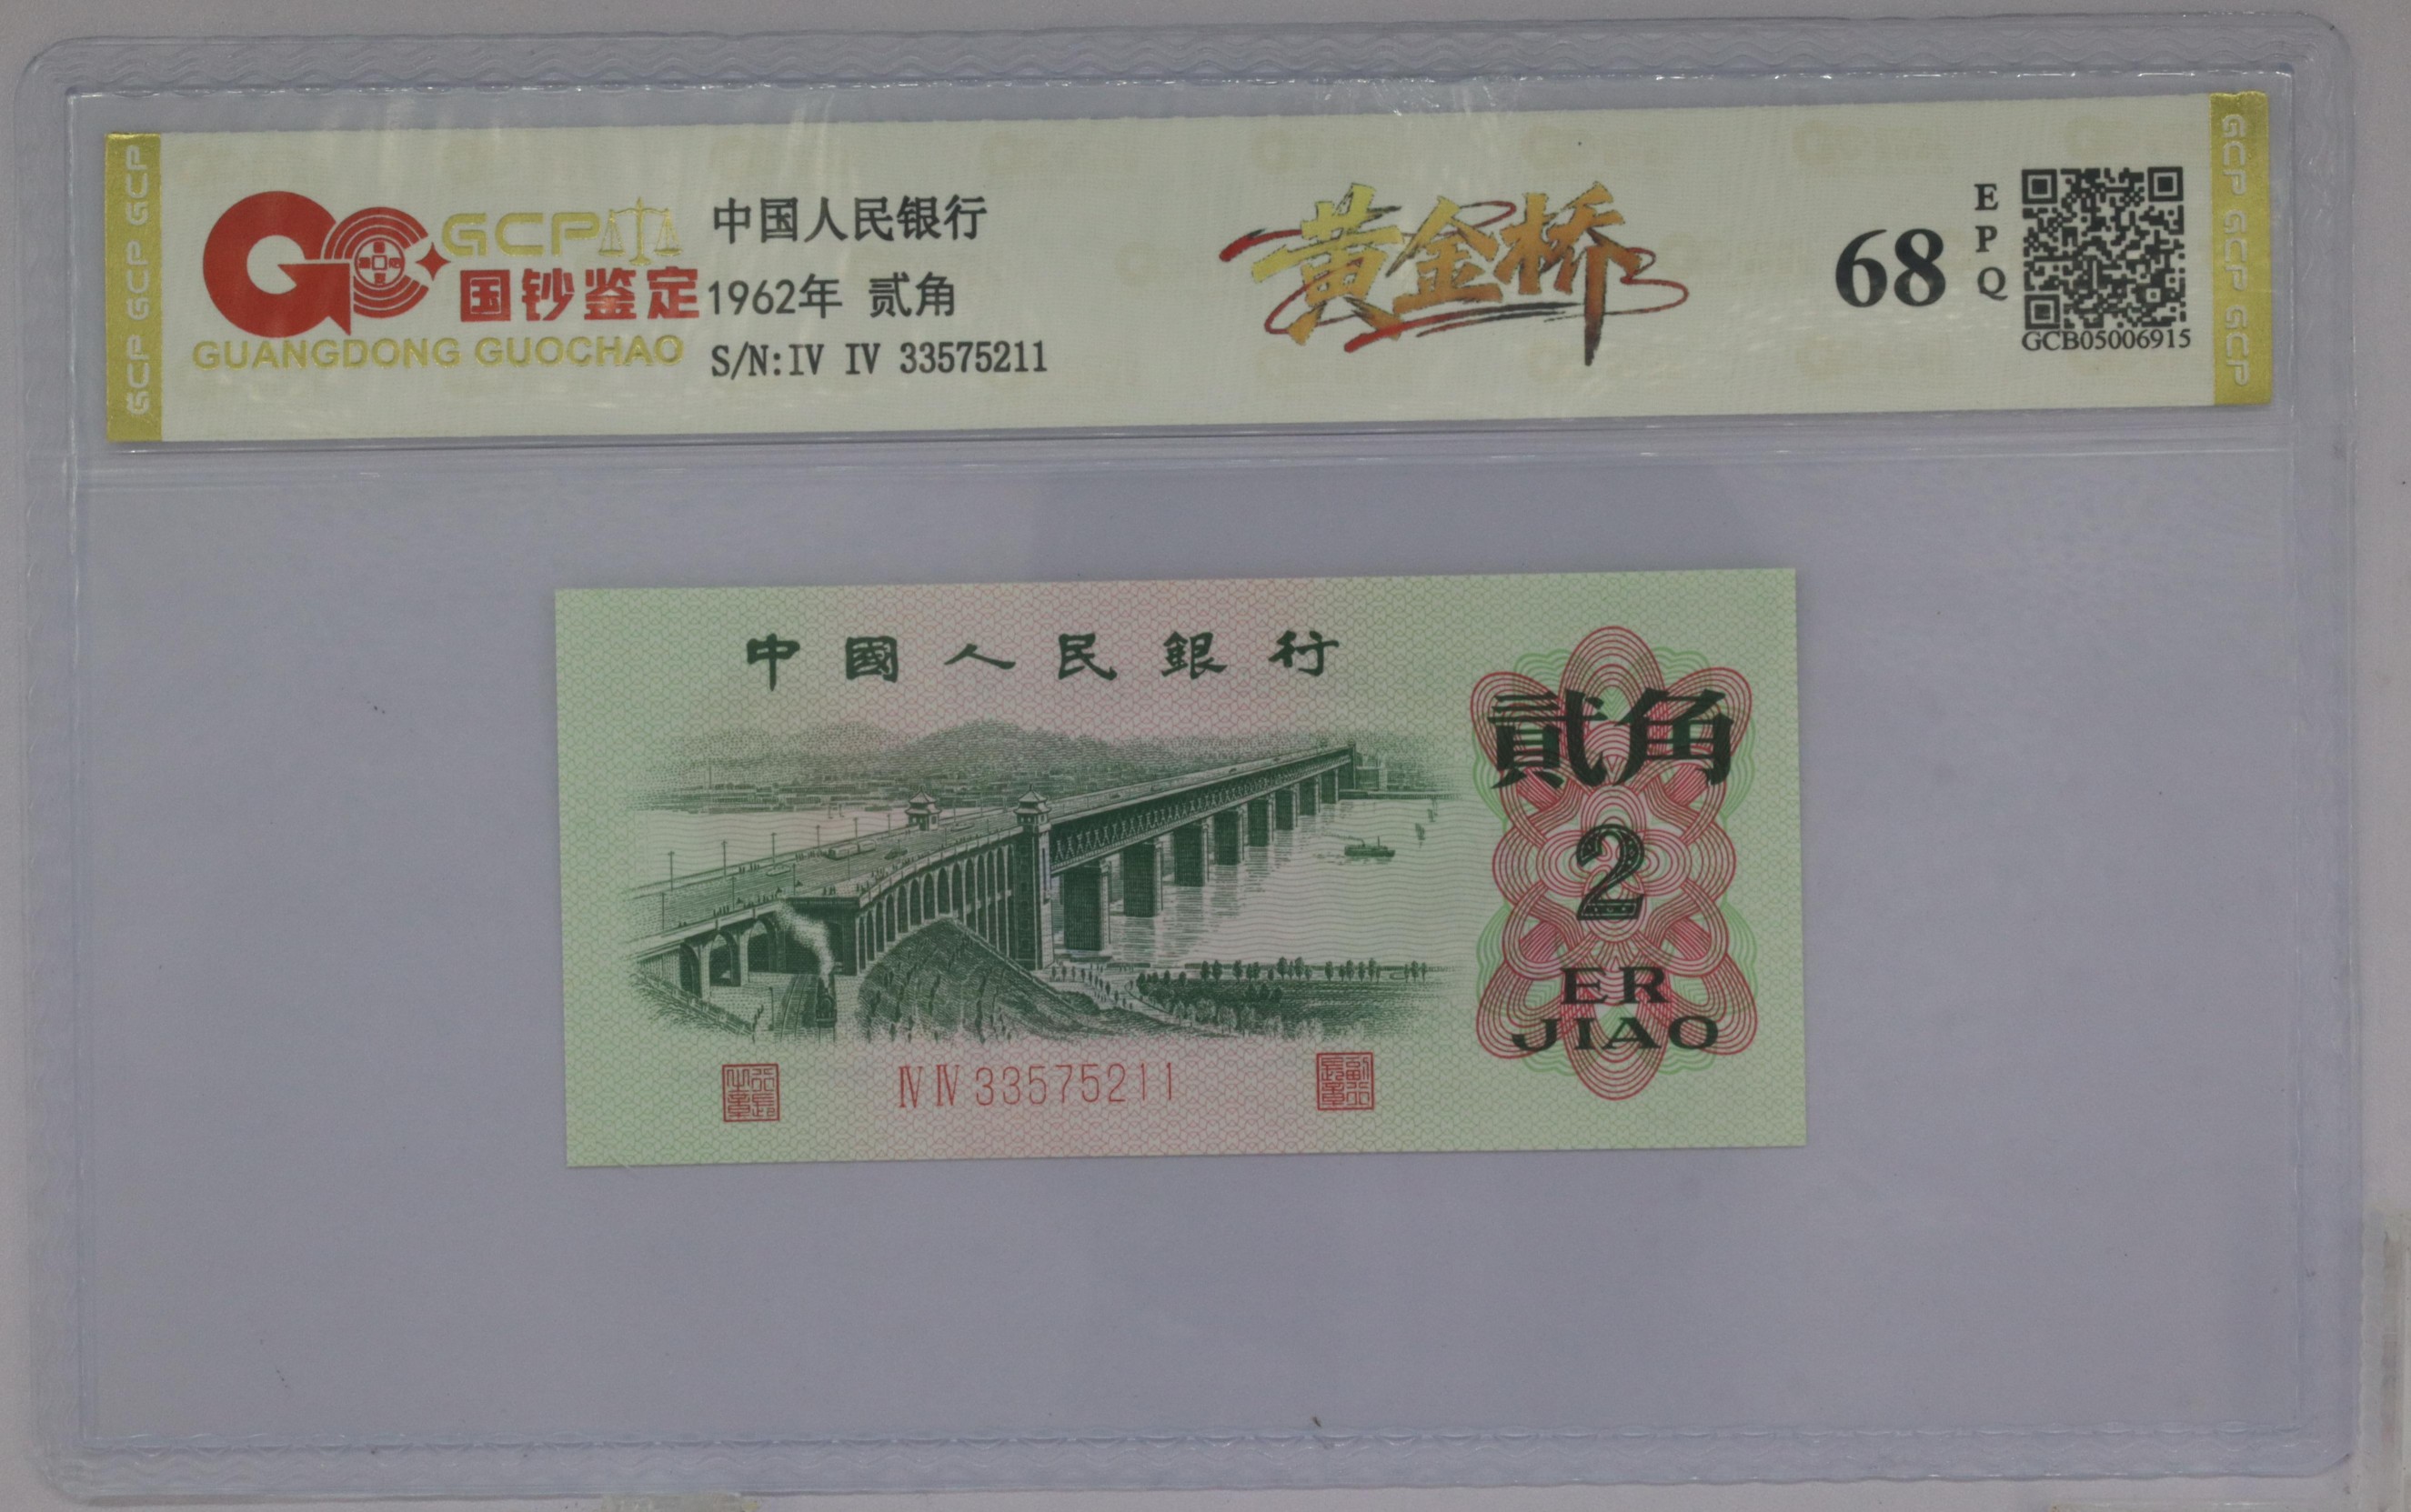 GCP GCP GCP
GCP
国钞鉴定
GUANGDONG GUOCHAO
中国人民银行
1962年 贰角
S/N:IV IV 33575211
黄金桥
68
EPQ
GCB05006915
GCP GCP GCP
中國人民銀行
貳角
2
ER
JIAO
IV IV 33575211